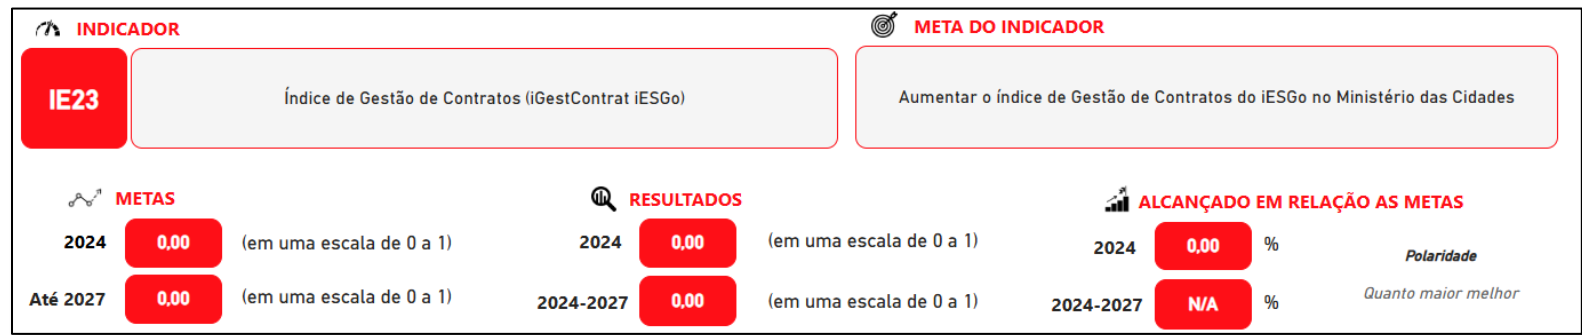 INDICADOR
META DO INDICADOR
IE23
Índice de Gestão de Contratos (iGestContrat iESGo)
Aumentar o índice de Gestão de Contratos do iESGo no Ministério das Cidades
METAS
RESULTADOS
ALCANÇADO EM RELAÇÃO AS METAS
2024 0,00 (em uma escala de 0 a 1)
2024 0,00 (em uma escala de 0 a 1)
2024 0,00 %
Polaridade
Até 2027 0,00 (em uma escala de 0 a 1)
2024-2027 0,00 (em uma escala de 0 a 1)
2024-2027 N/A %
Quanto maior melhor